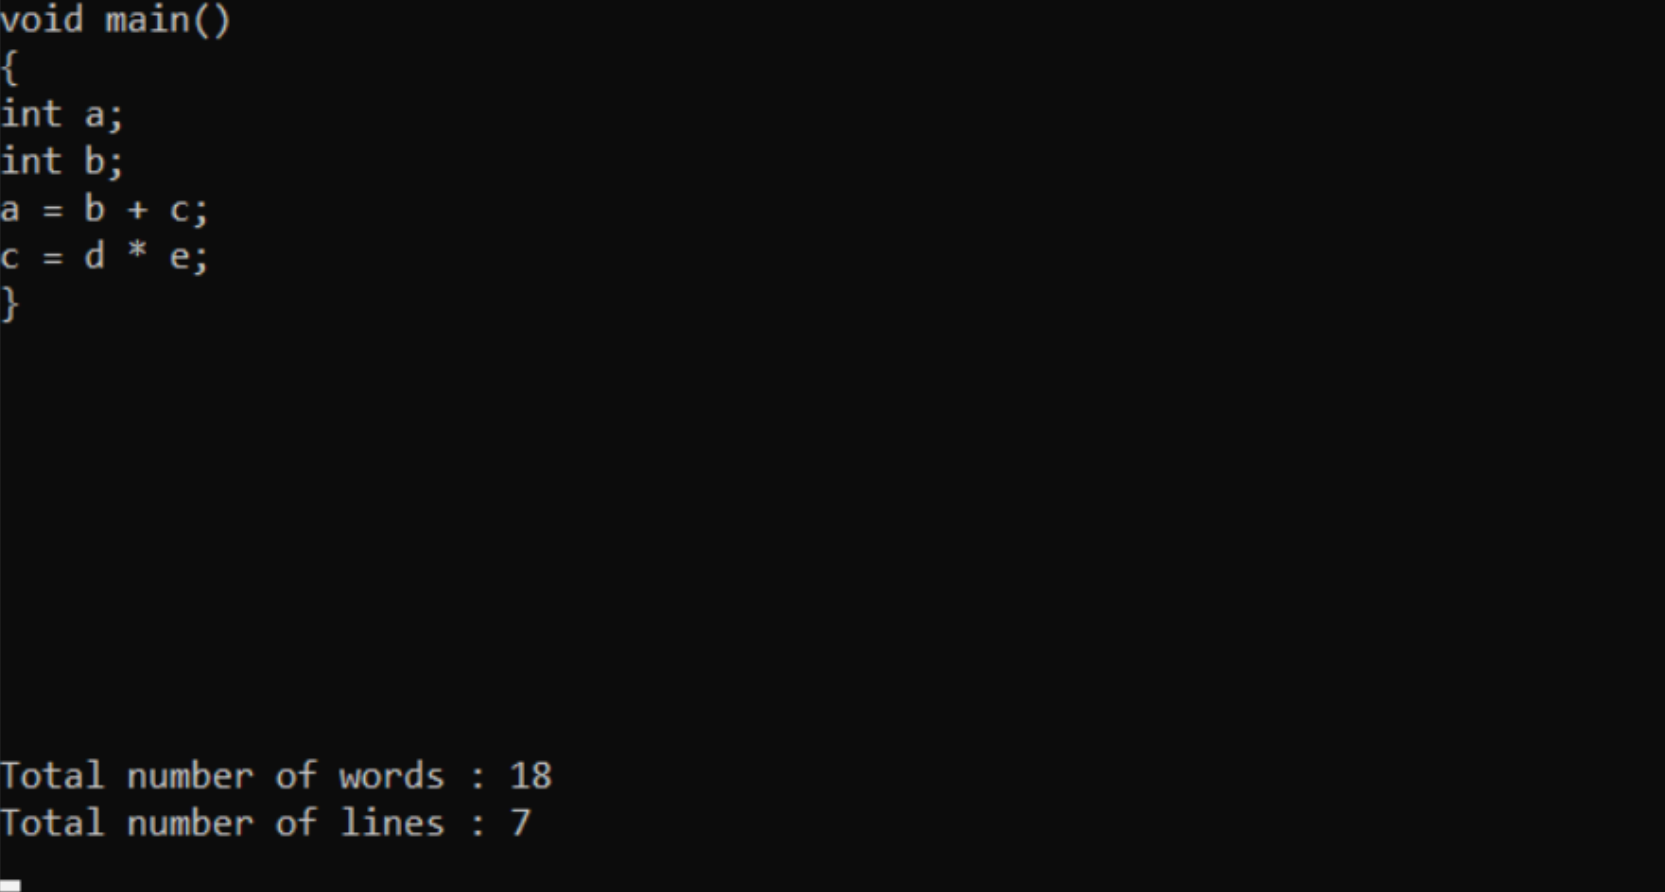 void main()
{
int a;
int b;
a = b + c;
c = d * e;
}
Total number of words : 18
Total number of lines : 7